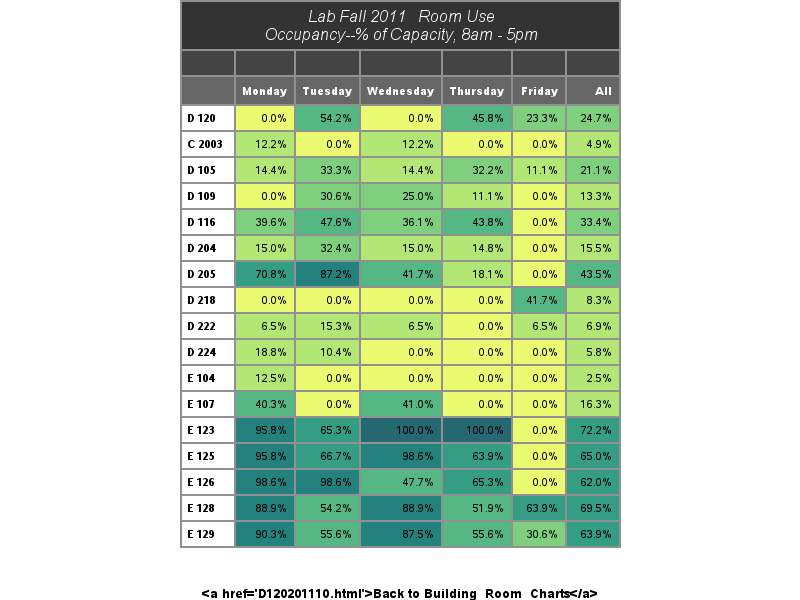 Lab Fall 2011 Room Use
Occupancy--% of Capacity, 8am - 5pm
Monday Tuesday Wednesday Thursday Friday All
D 120 0.0% 54.2% 0.0% 45.8% 23.3% 24.7%
C 2003 12.2% 0.0% 12.2% 0.0% 0.0% 4.9%
D 105 14.4% 33.3% 14.4% 32.2% 11.1% 21.1%
D 109 0.0% 30.6% 25.0% 11.1% 0.0% 13.3%
D 116 39.6% 47.6% 36.1% 43.8% 0.0% 33.4%
D 204 15.0% 32.4% 15.0% 14.8% 0.0% 15.5%
D 205 70.8% 87.2% 41.7% 18.1% 0.0% 43.5%
D 218 0.0% 0.0% 0.0% 0.0% 41.7% 8.3%
D 222 6.5% 15.3% 6.5% 0.0% 6.5% 6.9%
D 224 18.8% 10.4% 0.0% 0.0% 0.0% 5.8%
E 104 12.5% 0.0% 0.0% 0.0% 0.0% 2.5%
E 107 40.3% 0.0% 41.0% 0.0% 0.0% 16.3%
E 123 95.8% 65.3% 100.0% 100.0% 0.0% 72.2%
E 125 95.8% 66.7% 98.6% 63.9% 0.0% 65.0%
E 126 98.6% 98.6% 47.7% 65.3% 0.0% 62.0%
E 128 88.9% 54.2% 88.9% 51.9% 63.9% 69.5%
E 129 90.3% 55.6% 87.5% 55.6% 30.6% 63.9%
<a href='D120201110.html'>Back to Building_Room_Charts</a>